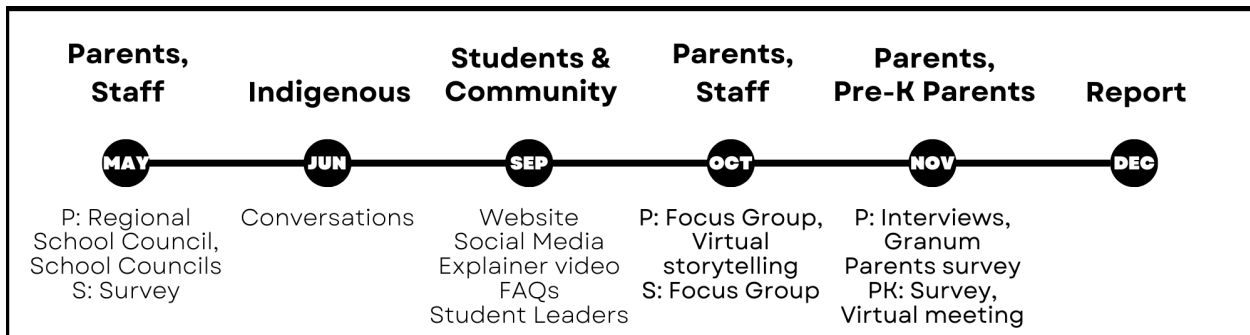 Parents,
Staff
Indigenous
Students &
Community
Parents,
Staff
Parents,
Pre-K Parents
Report
MAY
JUN
SEP
OCT
NOV
DEC
P: Regional
School Council,
School Councils
S: Survey
Conversations
Website
Social Media
Explainer video
FAQs
Student Leaders
P: Focus Group,
Virtual
storytelling
S: Focus Group
P: Interviews,
Granum
Parents survey
PK: Survey,
Virtual meeting